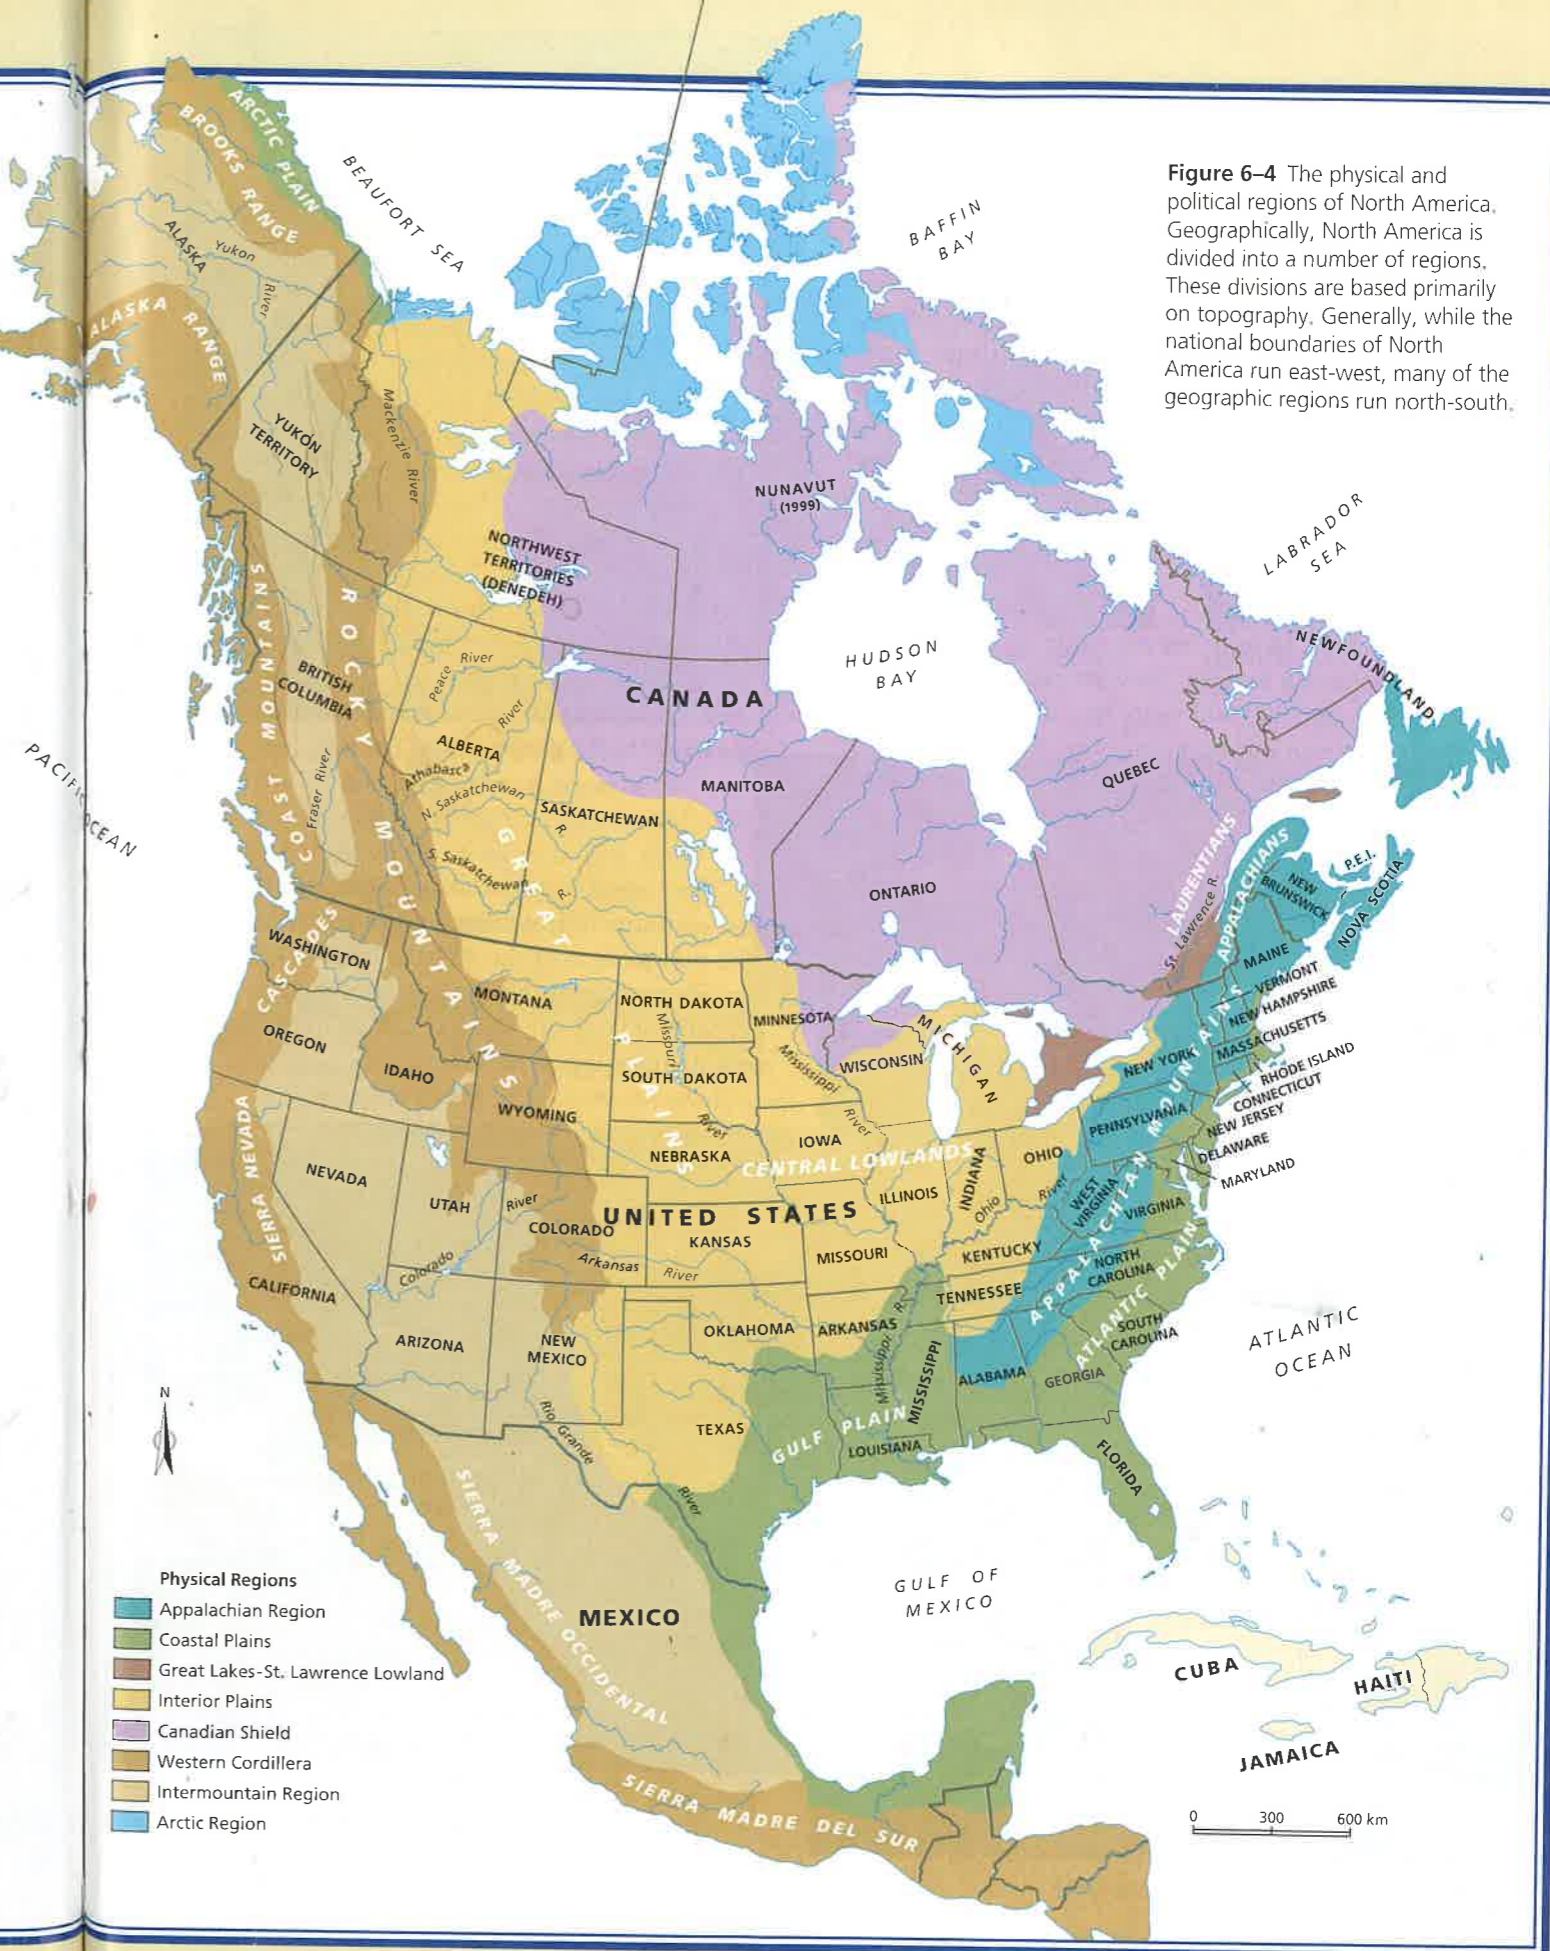 Figure 6–4 The physical and
political regions of North America.
Geographically, North America is
divided into a number of regions.
These divisions are based primarily
on topography. Generally, while the
national boundaries of North
America run east-west, many of the
geographic regions run north-south.
ARCTIC PLAIN
BROOKS RANGE
BEAUFORT SEA
BAFFIN
BAY
ALASKA
Yukon
River
ALASKA RANGE
YUKON
TERRITORY
Mackenzie River
NUNAVUT
(1999)
NORTHWEST
TERRITORIES
(DENEDEH)
LABRADOR
SEA
HUDSON
BAY
NEWFOUNDLAND
CANADA
COAST MOUNTAINS
ROCKY MOUNTAINS
BRITISH
COLUMBIA
Fraser River
Peace River
River
ALBERTA
Athabasca
N. Saskatchewan
R.
SASKATCHEWAN
S. Saskatchewan
R.
MANITOBA
ONTARIO
QUEBEC
LAURENTIANS
St. Lawrence R.
APPALACHIANS
NEW
BRUNSWICK
P.E.I.
NOVA SCOTIA
PACIFIC OCEAN
GREAT PLAINS
CASCADES
WASHINGTON
MONTANA
NORTH DAKOTA
MINNESOTA
MICHIGAN
MAINE
VERMONT
NEW HAMPSHIRE
MASSACHUSETTS
RHODE ISLAND
CONNECTICUT
NEW JERSEY
DELAWARE
MARYLAND
OREGON
IDAHO
WYOMING
SOUTH DAKOTA
Missouri
River
WISCONSIN
Mississippi
River
NEW YORK
PENNSYLVANIA
APPALACHIAN MOUNTAINS
SIERRA NEVADA
NEVADA
UTAH
River
Colorado
COLORADO
NEBRASKA
IOWA
CENTRAL LOWLANDS
ILLINOIS
INDIANA
OHIO
Ohio
River
WEST
VIRGINIA
VIRGINIA
UNITED STATES
KANSAS
Arkansas
River
MISSOURI
KENTUCKY
NORTH
CAROLINA
CALIFORNIA
ARIZONA
NEW
MEXICO
OKLAHOMA
ARKANSAS
TENNESSEE
Mississippi R.
MISSISSIPPI
ALABAMA
GEORGIA
SOUTH
CAROLINA
ATLANTIC PLAIN
ATLANTIC
OCEAN
N
TEXAS
Rio Grande
River
GULF PLAIN
LOUISIANA
FLORIDA
SIERRA MADRE OCCIDENTAL
MEXICO
GULF OF
MEXICO
CUBA
HAITI
JAMAICA
SIERRA MADRE DEL SUR
0 300 600 km
Physical Regions
Appalachian Region
Coastal Plains
Great Lakes-St. Lawrence Lowland
Interior Plains
Canadian Shield
Western Cordillera
Intermountain Region
Arctic Region